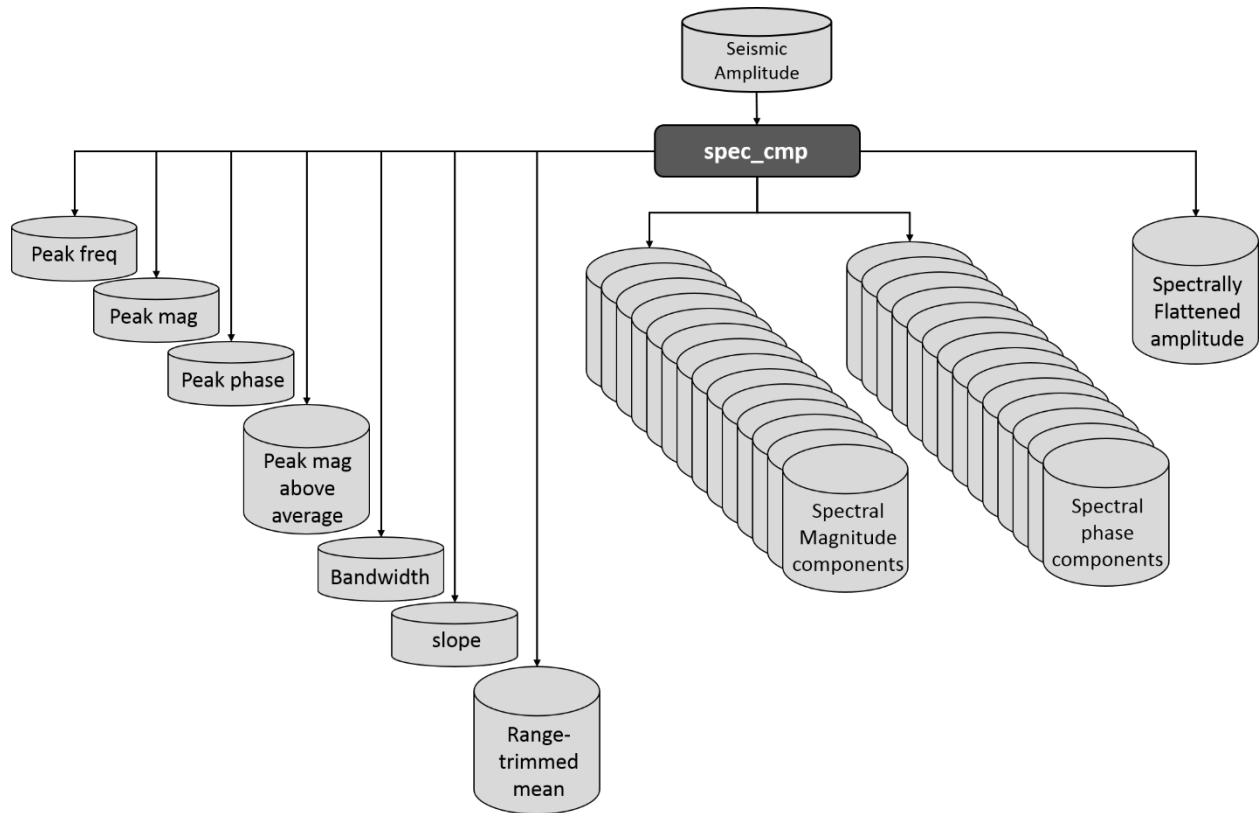 Seismic
Amplitude
spec_cmp
Peak freq
Peak mag
Peak phase
Peak mag
above
average
Bandwidth
slope
Range-
trimmed
mean
Spectral
Magnitude
components
Spectral
phase
components
Spectrally
Flattened
amplitude